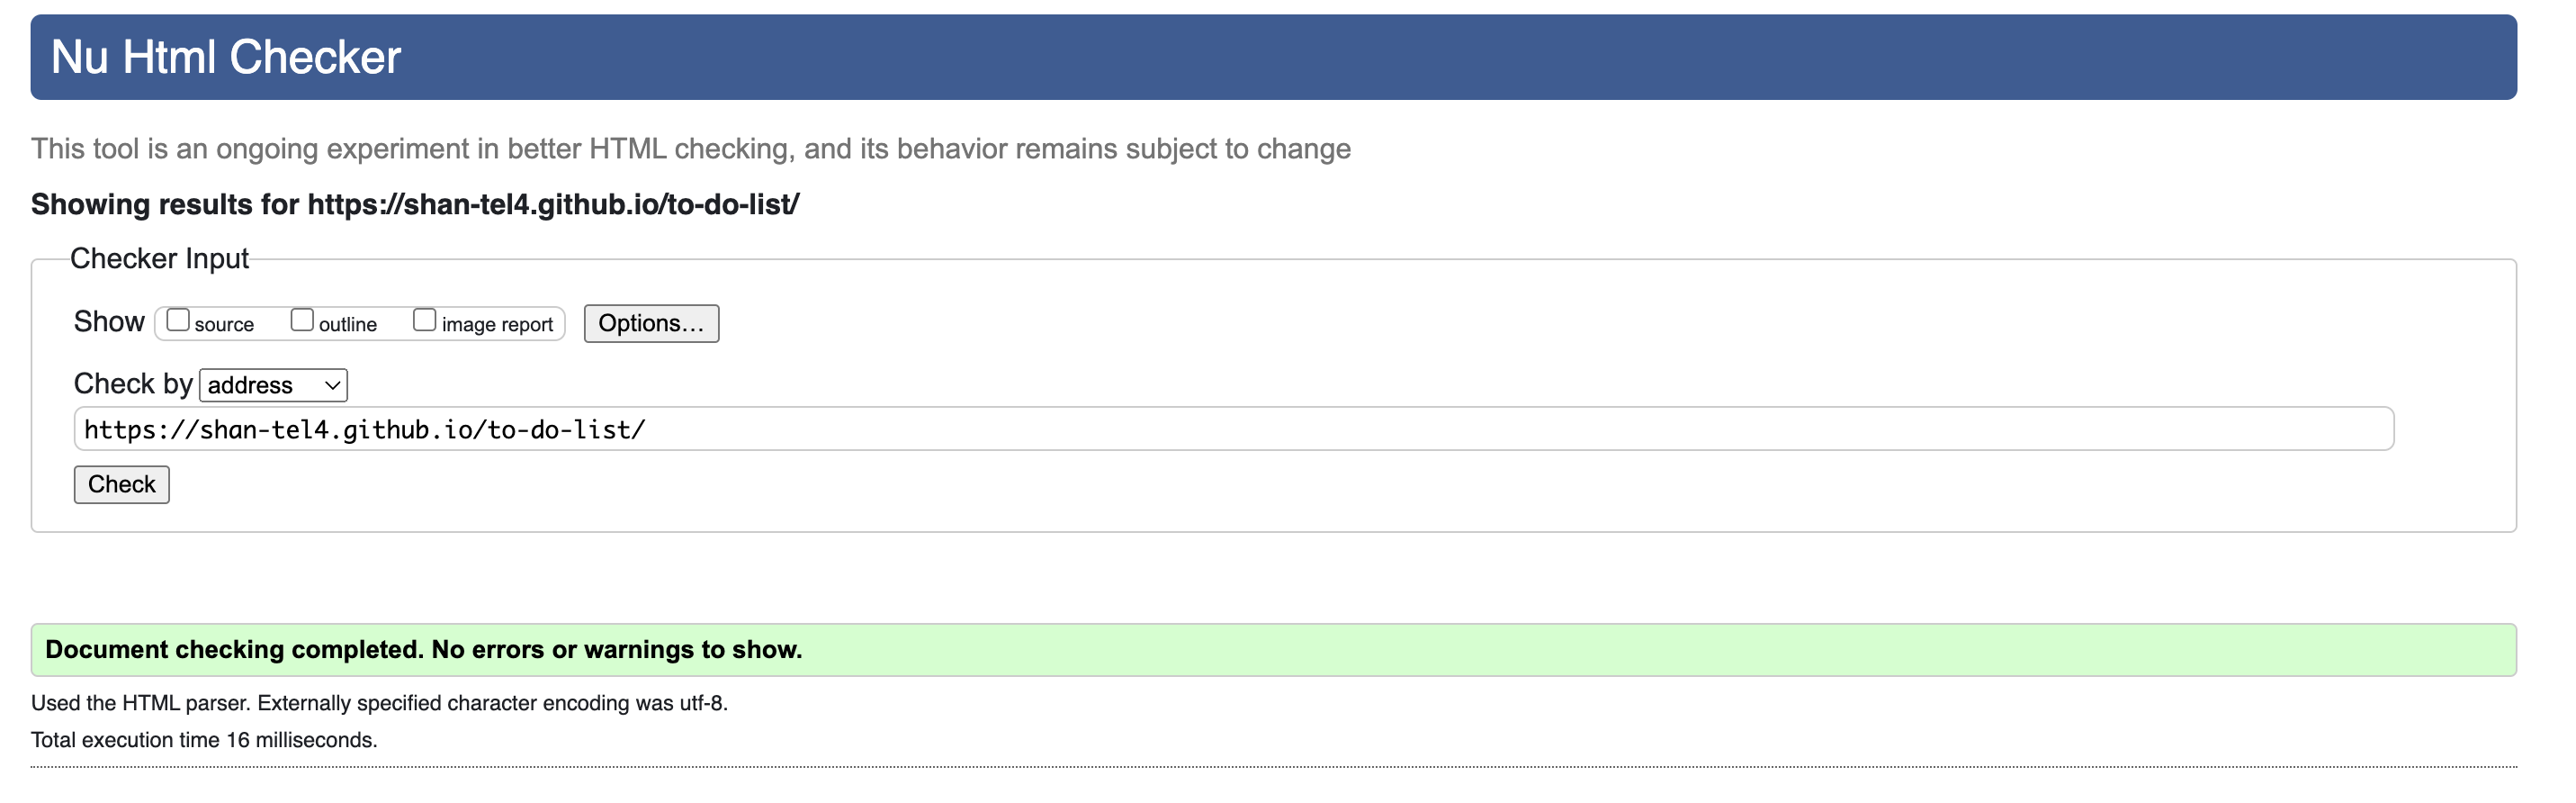 Nu Html Checker
This tool is an ongoing experiment in better HTML checking, and its behavior remains subject to change
Showing results for https://shan-tel4.github.io/to-do-list/
Checker Input
Show source outline image report Options...
Check by address
https://shan-tel4.github.io/to-do-list/
Check
Document checking completed. No errors or warnings to show.
Used the HTML parser. Externally specified character encoding was utf-8.
Total execution time 16 milliseconds.